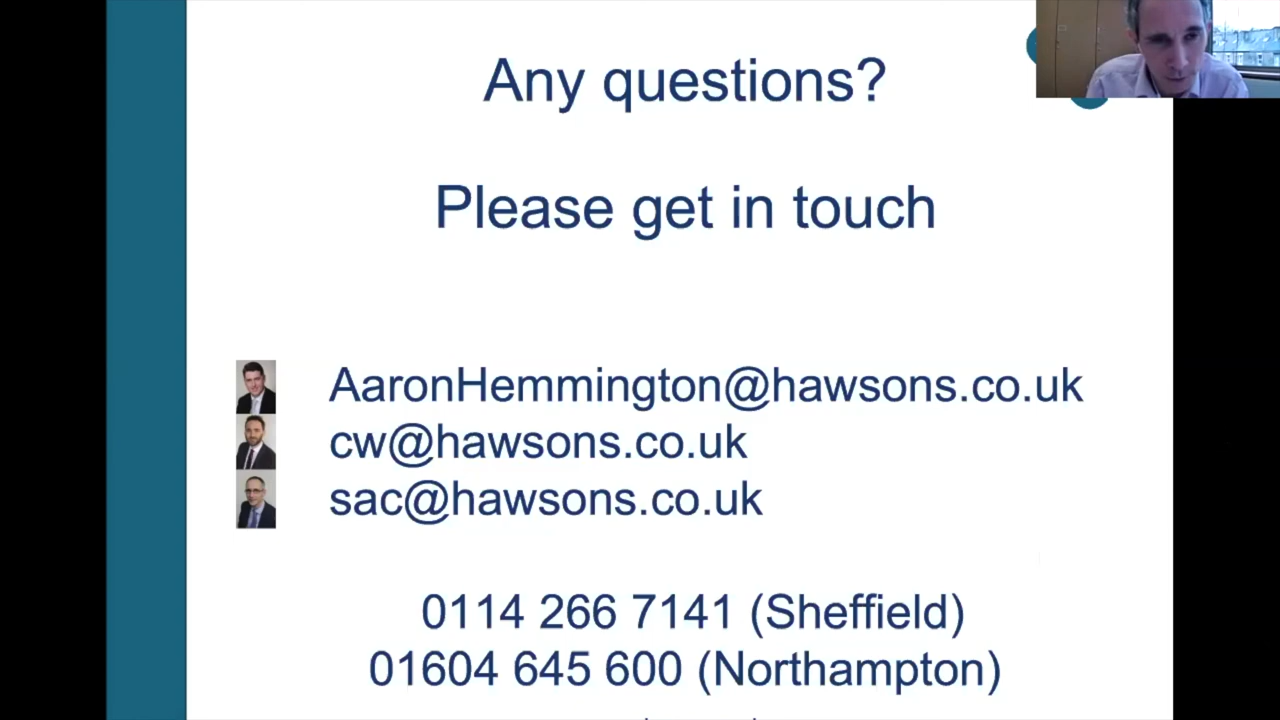 Any questions?
Please get in touch
AaronHemmington@hawsons.co.uk
cw@hawsons.co.uk
sac@hawsons.co.uk
0114 266 7141 (Sheffield)
01604 645 600 (Northampton)